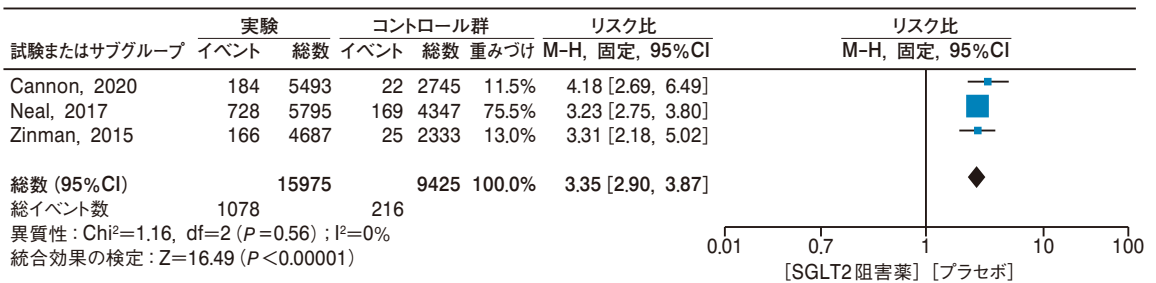 実験 コントロール群 リスク比 リスク比
試験またはサブグループ イベント 総数 イベント 総数 重みづけ M-H, 固定, 95%CI M-H, 固定, 95%CI
Cannon, 2020 184 5493 22 2745 11.5% 4.18 [2.69, 6.49]
Neal, 2017 728 5795 169 4347 75.5% 3.23 [2.75, 3.80]
Zinman, 2015 166 4687 25 2333 13.0% 3.31 [2.18, 5.02]
総数 (95%CI) 15975 9425 100.0% 3.35 [2.90, 3.87]
総イベント数 1078 216
異質性:Chi²=1.16, df=2 (P=0.56) ; I²=0%
統合効果の検定:Z=16.49 (P<0.00001)
0.01 0.7 1 10 100
[SGLT2阻害薬] [プラセボ]